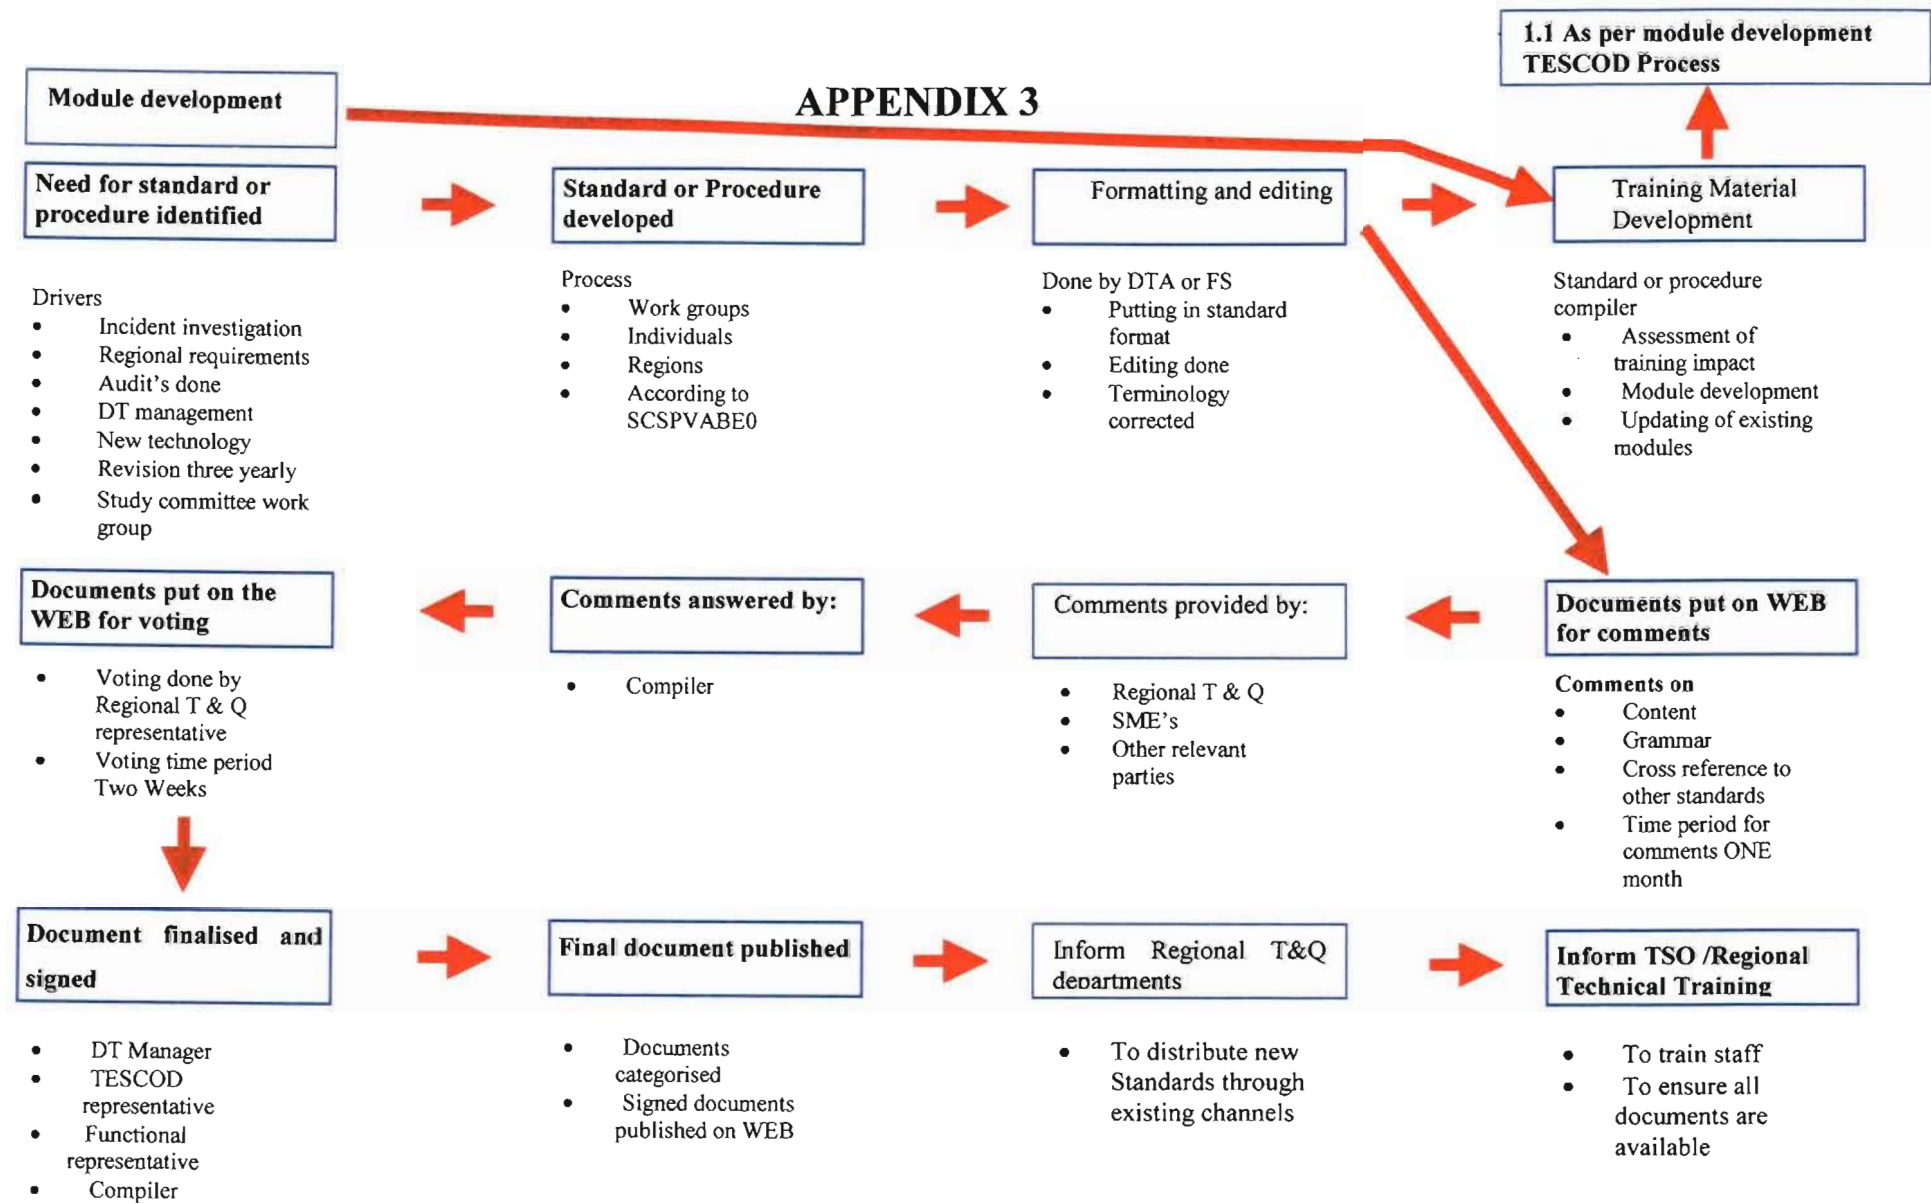 1.1 As per module development
TESCOD Process
Module development
APPENDIX 3
Need for standard or
procedure identified
Standard or Procedure
developed
Formatting and editing
Training Material
Development
Drivers
• Incident investigation
• Regional requirements
• Audit's done
• DT management
• New technology
• Revision three yearly
• Study committee work
group
Process
• Work groups
• Individuals
• Regions
• According to
SCSPVABE0
Done by DTA or FS
• Putting in standard
format
• Editing done
• Terminology
corrected
Standard or procedure
compiler
• Assessment of
training impact
• Module development
• Updating of existing
modules
Documents put on the
WEB for voting
Comments answered by:
Comments provided by:
Documents put on WEB
for comments
• Voting done by
Regional T & Q
representative
• Voting time period
Two Weeks
• Compiler
• Regional T & Q
• SME's
• Other relevant
parties
Comments on
• Content
• Grammar
• Cross reference to
other standards
• Time period for
comments ONE
month
Document finalised and
signed
Final document published
Inform Regional T&Q
departments
Inform TSO /Regional
Technical Training
• DT Manager
• TESCOD
representative
• Functional
representative
• Compiler
• Documents
categorised
• Signed documents
published on WEB
• To distribute new
Standards through
existing channels
• To train staff
• To ensure all
documents are
available